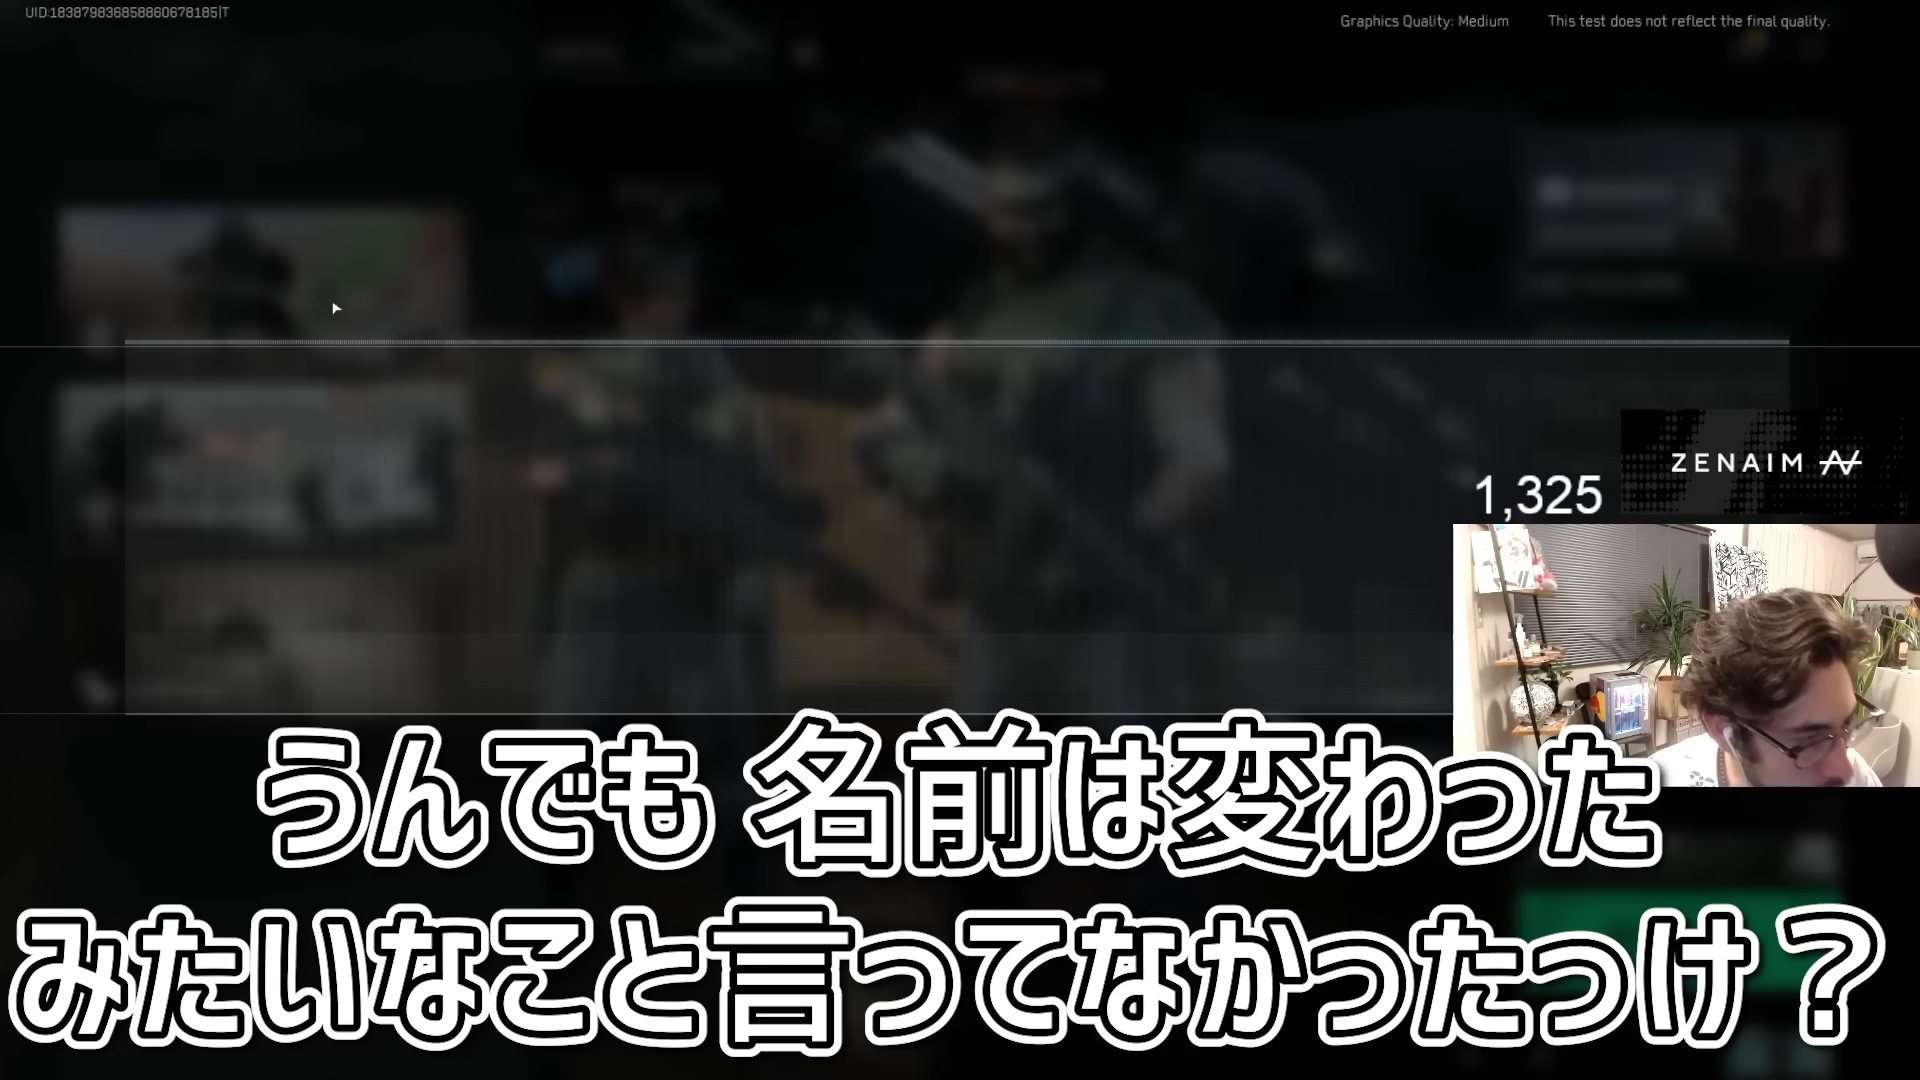 UID:183879836858860678185|T
Graphics Quality: Medium This test does not reflect the final quality.
ZENAIM
1,325
うんでも 名前は変わった
みたいなこと言ってなかったっけ？